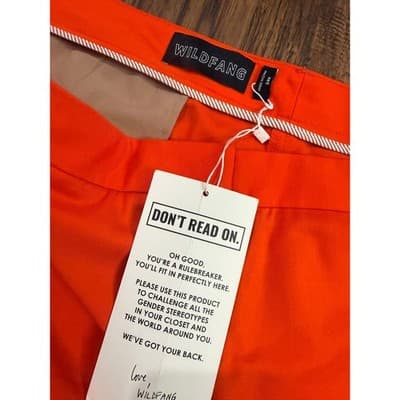 WILDFANG
DON'T READ ON.
OH GOOD,
YOU'RE A RULEBREAKER.
YOU'LL FIT IN PERFECTLY HERE.
PLEASE USE THIS PRODUCT
TO CHALLENGE ALL THE
GENDER STEREOTYPES
IN YOUR CLOSET AND
THE WORLD AROUND YOU.
WE'VE GOT YOUR BACK.
love,
WILDFANG